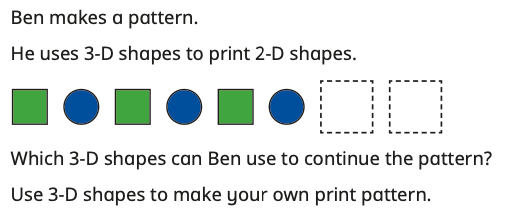 Ben makes a pattern.
He uses 3-D shapes to print 2-D shapes.
Which 3-D shapes can Ben use to continue the pattern?
Use 3-D shapes to make your own print pattern.